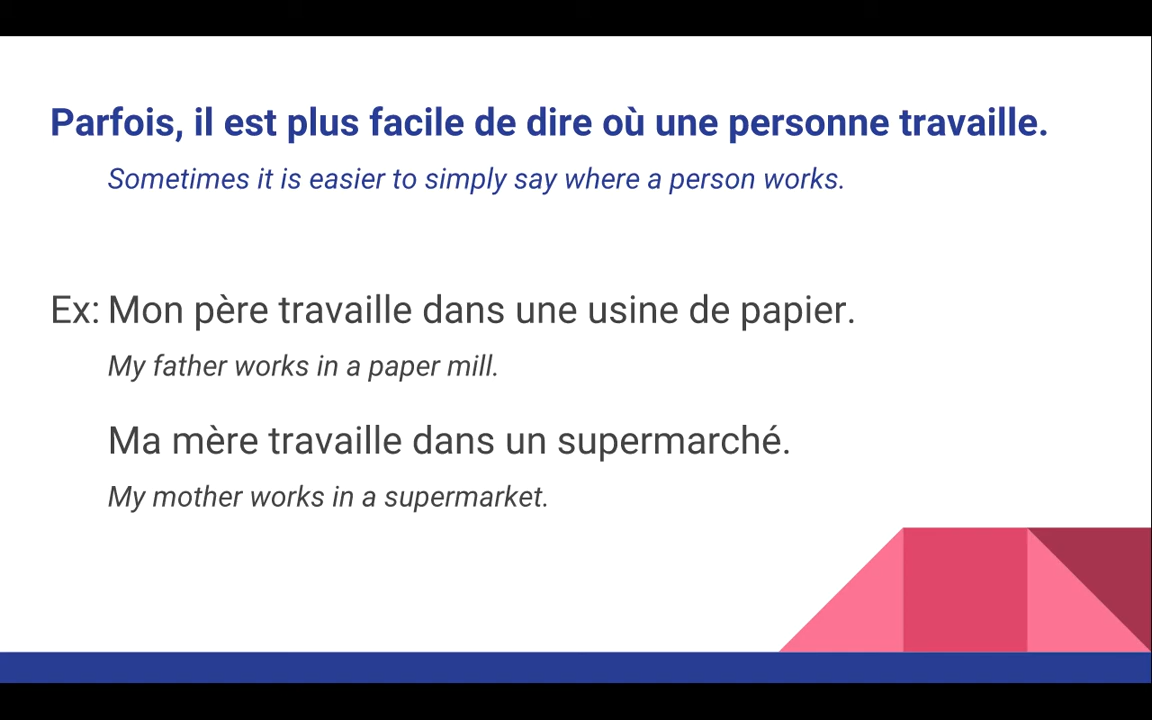 Parfois, il est plus facile de dire où une personne travaille.
Sometimes it is easier to simply say where a person works.
Ex: Mon père travaille dans une usine de papier.
My father works in a paper mill.
Ma mère travaille dans un supermarché.
My mother works in a supermarket.